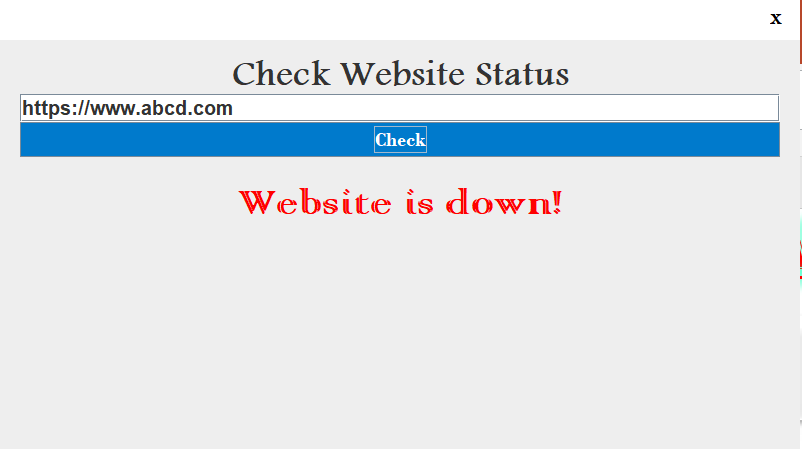 x
Check Website Status
https://www.abcd.com
Check
Website is down!